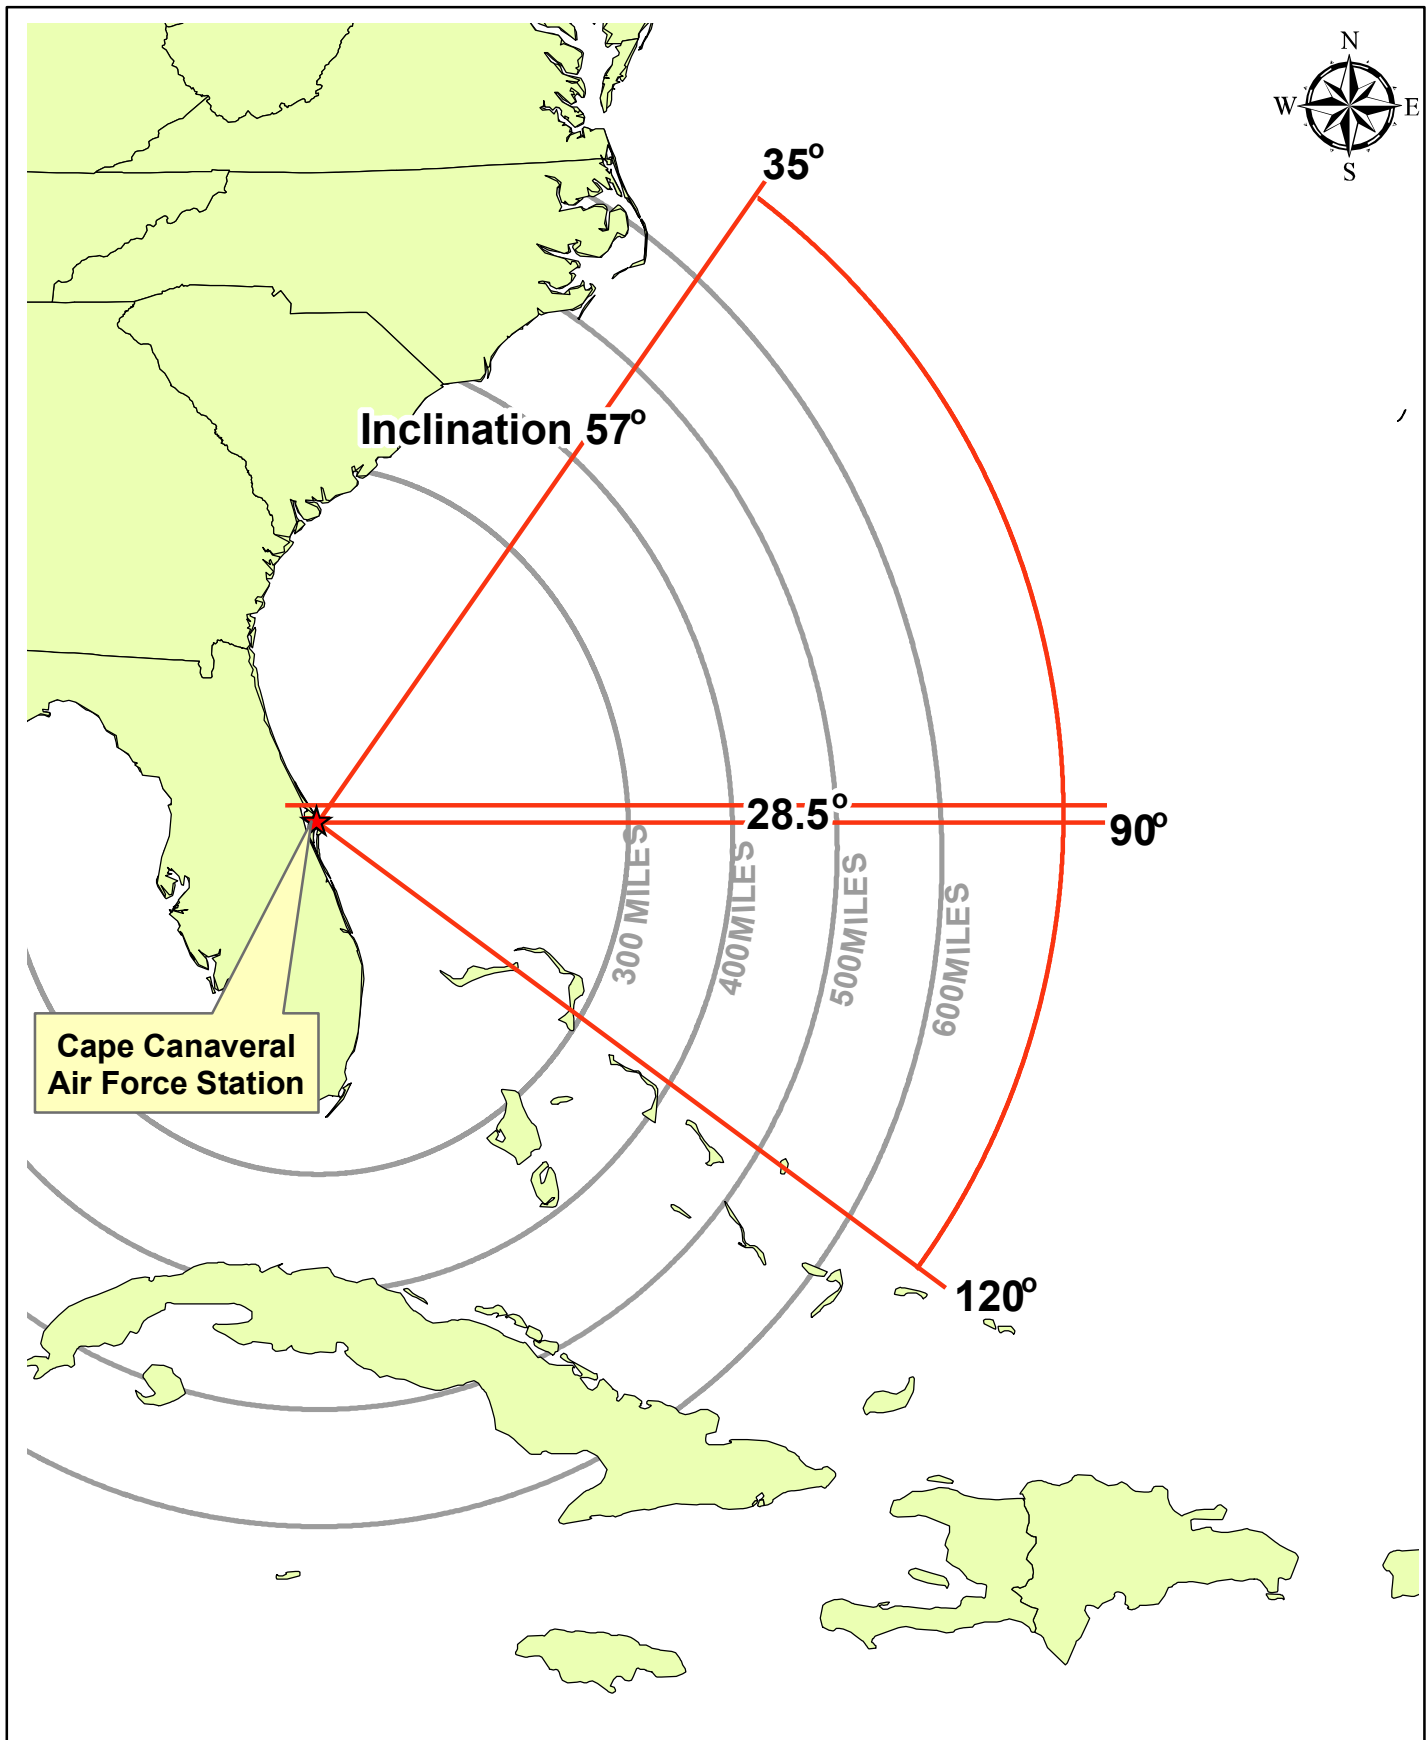 N
W
E
S
35°
Inclination 57°
28.5°
90°
300 MILES
400MILES
500MILES
600MILES
Cape Canaveral
Air Force Station
120°